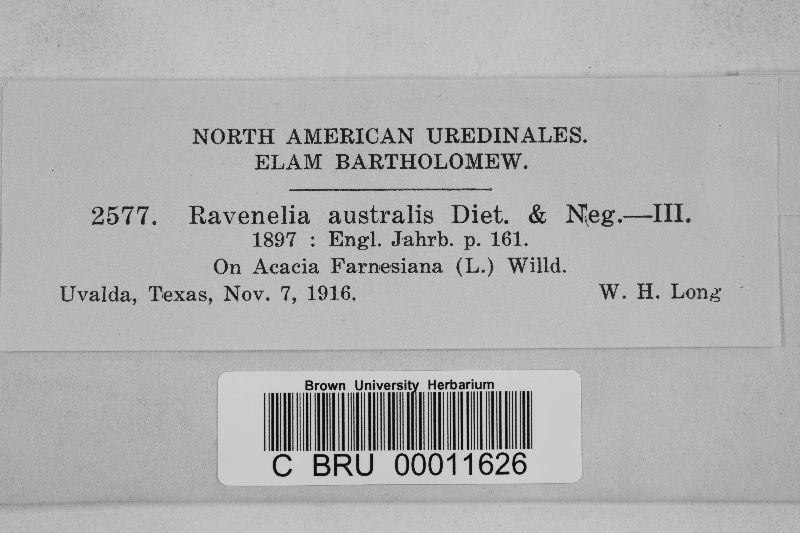 NORTH AMERICAN UREDINALES.
ELAM BARTHOLOMEW.
2577. Ravenelia australis Diet. & Neg.—III.
1897 : Engl. Jahrb. p. 161.
On Acacia Farnesiana (L.) Willd.
Uvalda, Texas, Nov. 7, 1916. W. H. Long
Brown University Herbarium
C BRU 00011626